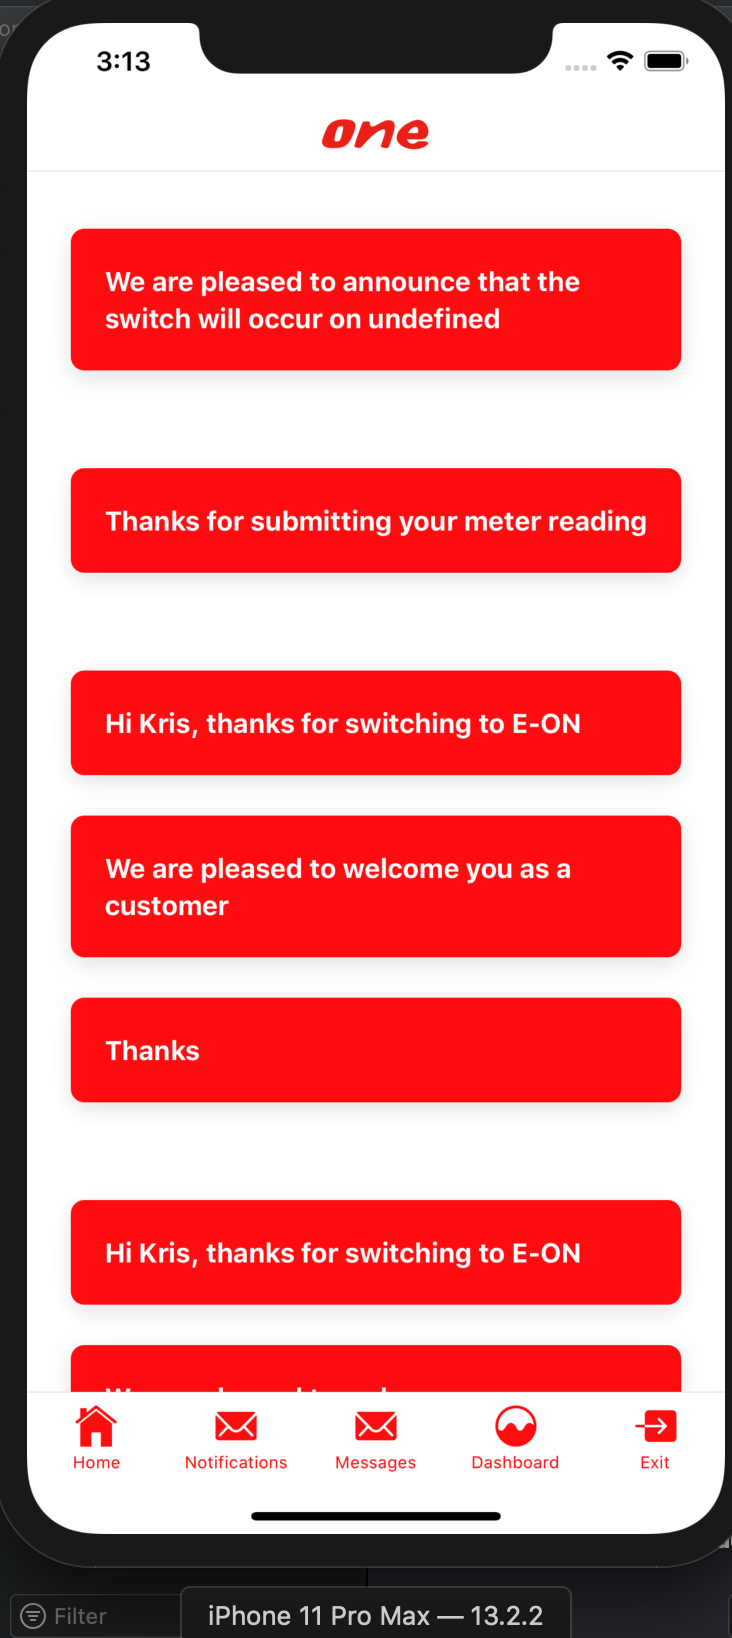 3:13
one
We are pleased to announce that the
switch will occur on undefined
Thanks for submitting your meter reading
Hi Kris, thanks for switching to E-ON
We are pleased to welcome you as a
customer
Thanks
Hi Kris, thanks for switching to E-ON
Home
Notifications
Messages
Dashboard
Exit
Filter
iPhone 11 Pro Max — 13.2.2